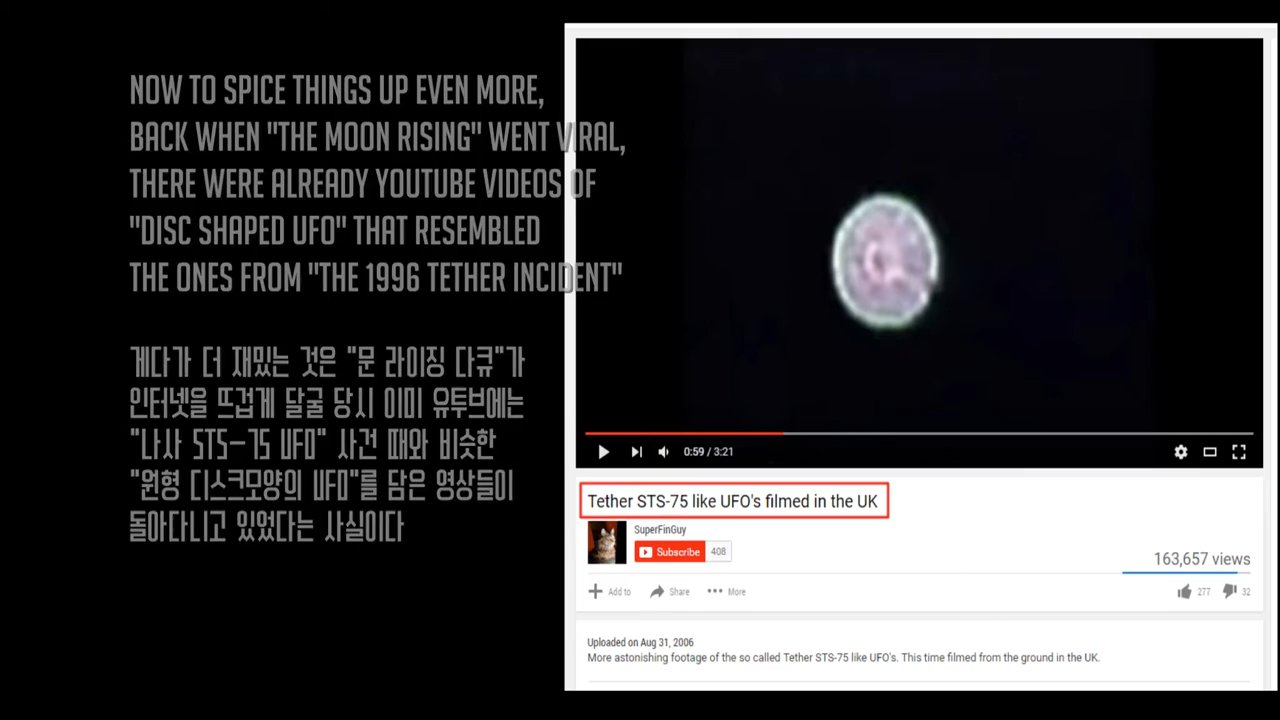 NOW TO SPICE THINGS UP EVEN MORE,
BACK WHEN "THE MOON RISING" WENT VIRAL,
THERE WERE ALREADY YOUTUBE VIDEOS OF
"DISC SHAPED UFO" THAT RESEMBLED
THE ONES FROM "THE 1996 TETHER INCIDENT"
게다가 더 재밌는 것은 "문 라이징 다큐"가
인터넷을 뜨겁게 달굴 당시 이미 유투브에는
"나사 STS-75 UFO" 사건 때와 비슷한
"원형 디스크모양의 UFO"를 담은 영상들이
돌아다니고 있었다는 사실이다
0:59 / 3:21
Tether STS-75 like UFO's filmed in the UK
SuperFinGuy
Subscribe 408
163,657 views
Add to Share More 277 32
Uploaded on Aug 31, 2006
More astonishing footage of the so called Tether STS-75 like UFO's. This time filmed from the ground in the UK.